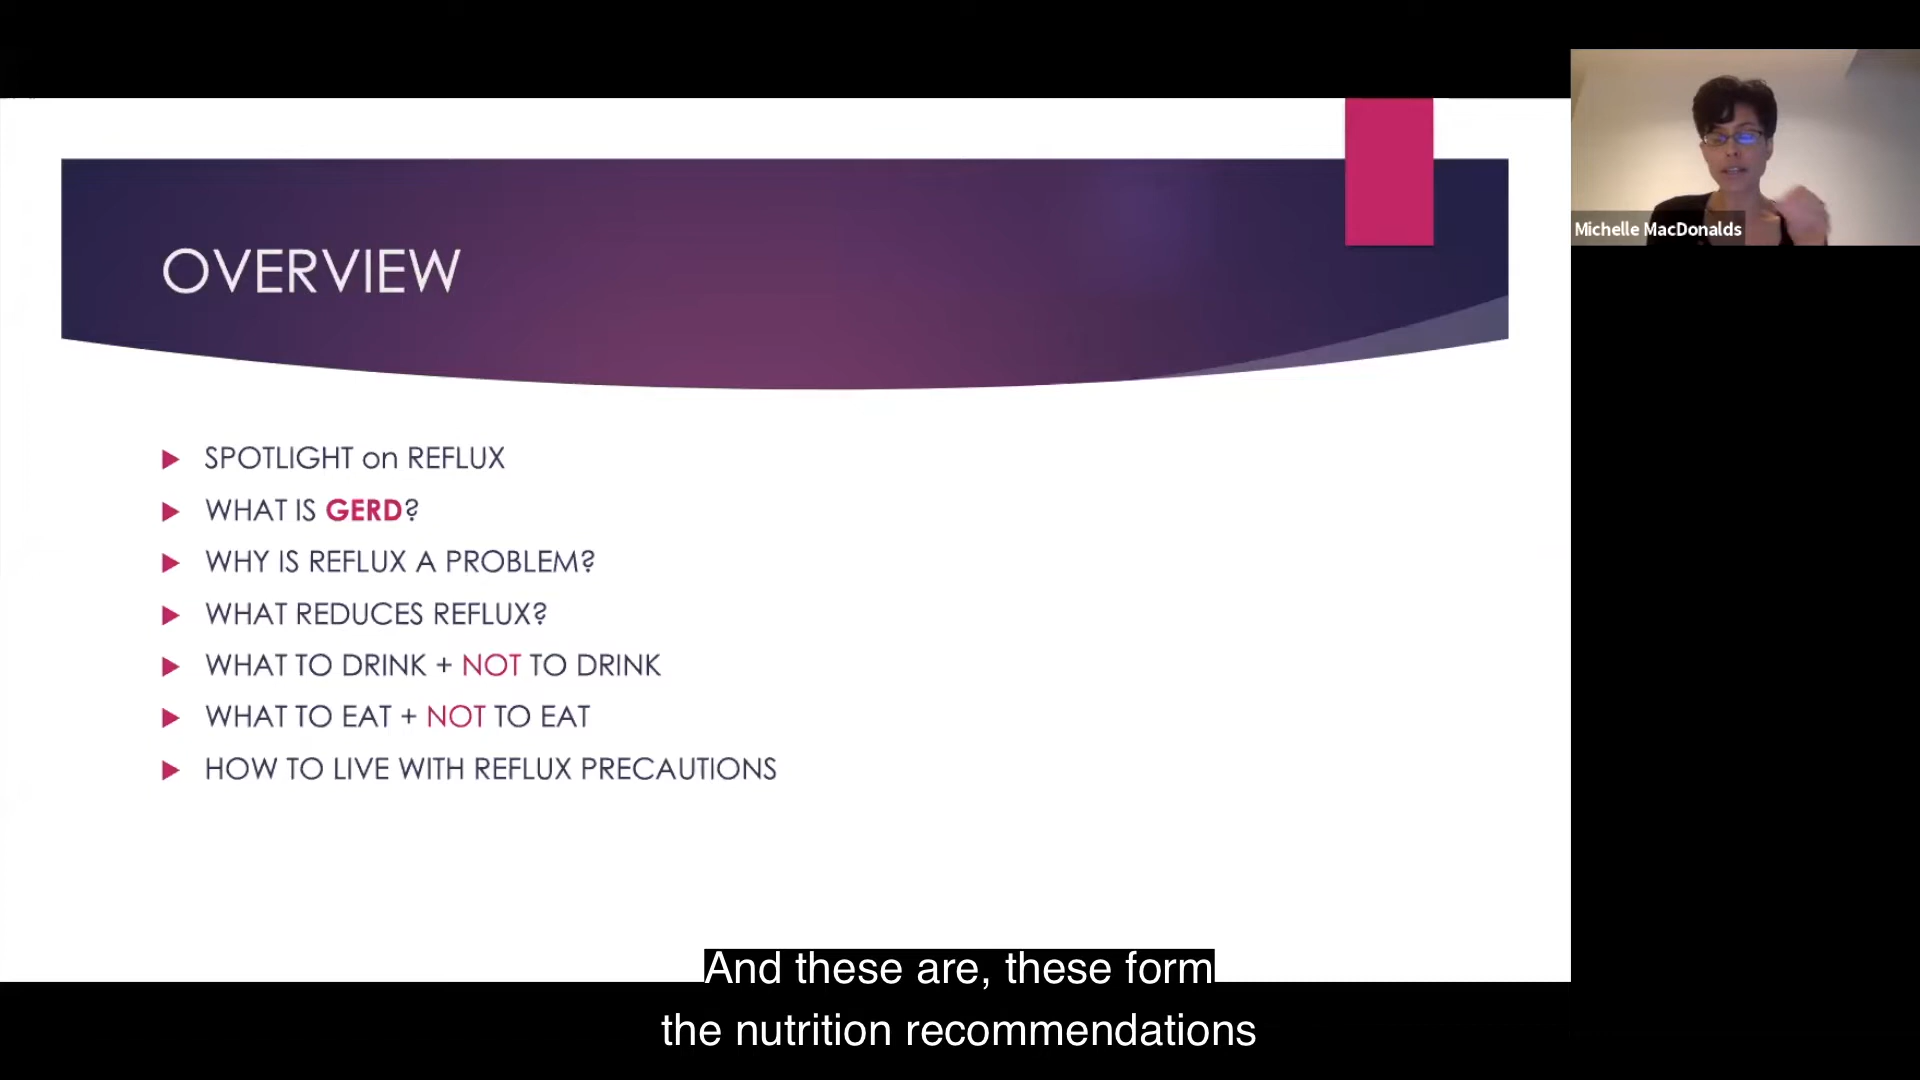 Michelle MacDonalds
OVERVIEW
SPOTLIGHT on REFLUX
WHAT IS GERD?
WHY IS REFLUX A PROBLEM?
WHAT REDUCES REFLUX?
WHAT TO DRINK + NOT TO DRINK
WHAT TO EAT + NOT TO EAT
HOW TO LIVE WITH REFLUX PRECAUTIONS
And these are, these form
the nutrition recommendations